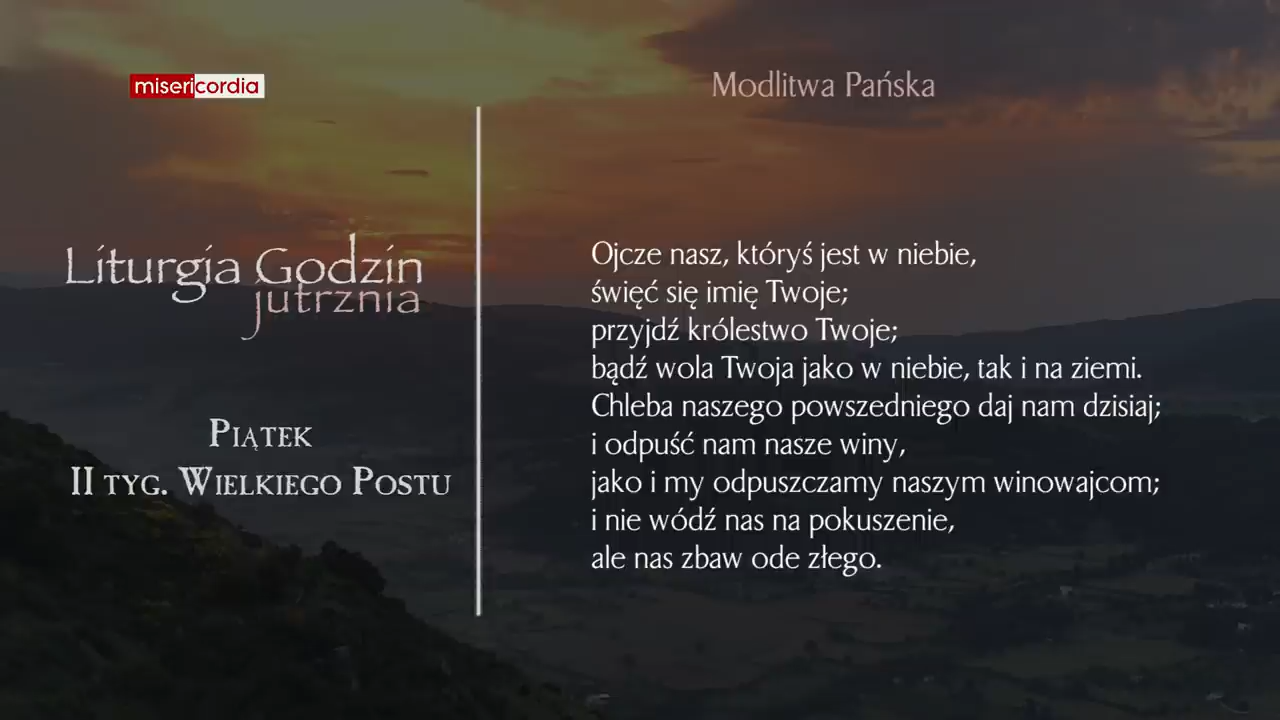 misericordia
Modlitwa Pańska
Liturgia Godzin
jutrznia
Piątek
II tyg. Wielkiego Postu
Ojcze nasz, któryś jest w niebie,
święć się imię Twoje;
przyjdź królestwo Twoje;
bądź wola Twoja jako w niebie, tak i na ziemi.
Chleba naszego powszedniego daj nam dzisiaj;
i odpuść nam nasze winy,
jako i my odpuszczamy naszym winowajcom;
i nie wódź nas na pokuszenie,
ale nas zbaw ode złego.